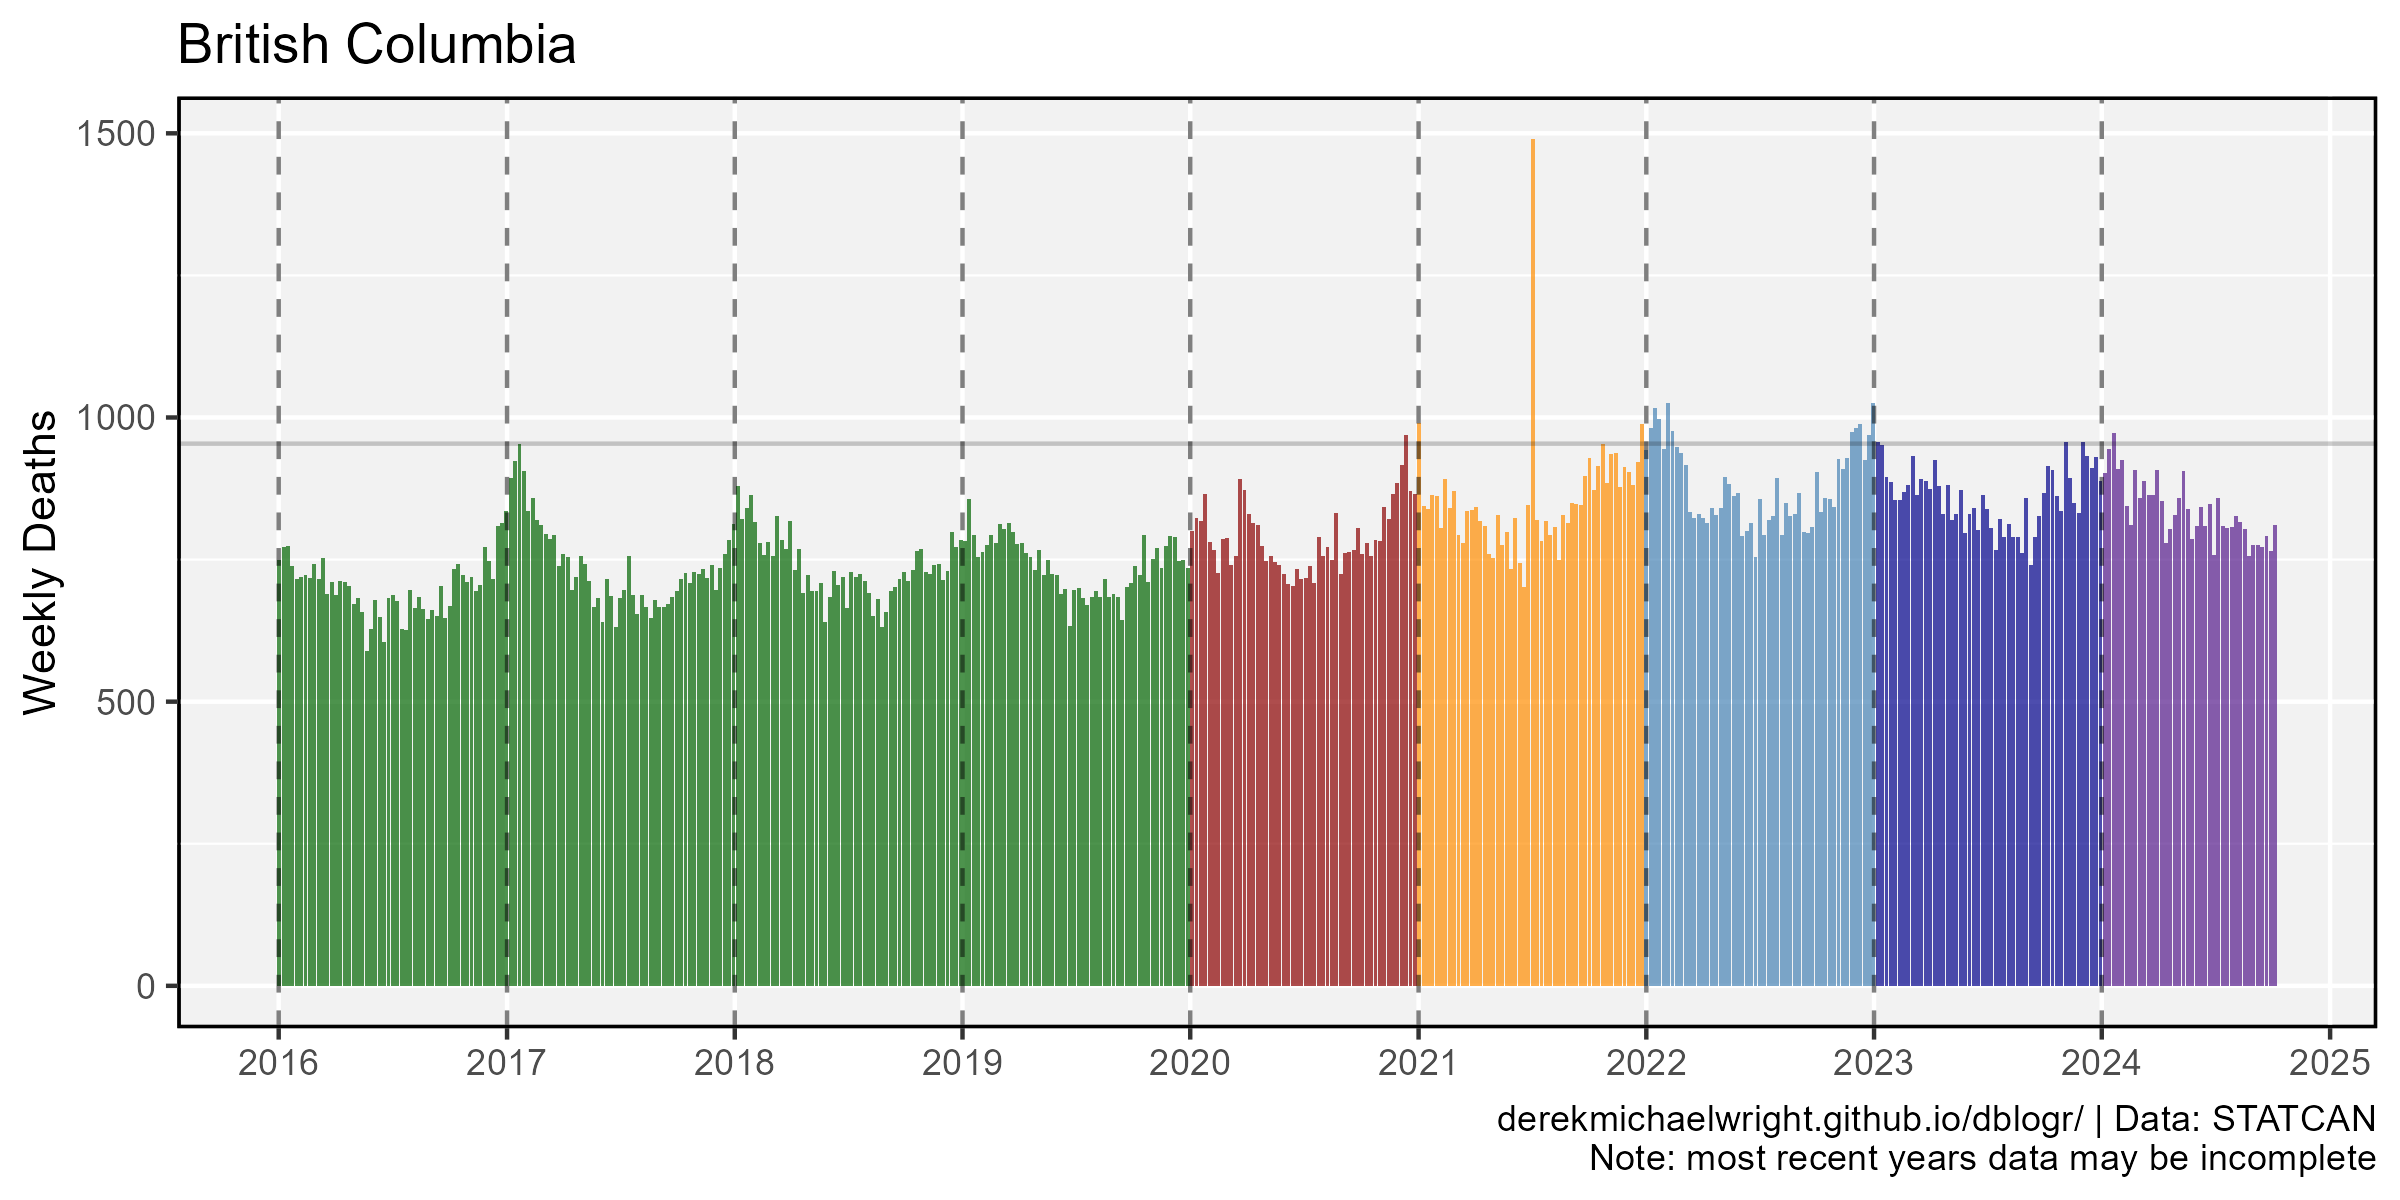 British Columbia
1500
1000
500
0
Weekly Deaths
2016 2017 2018 2019 2020 2021 2022 2023 2024 2025
derekmichaelwright.github.io/dblogr/ | Data: STATCAN
Note: most recent years data may be incomplete